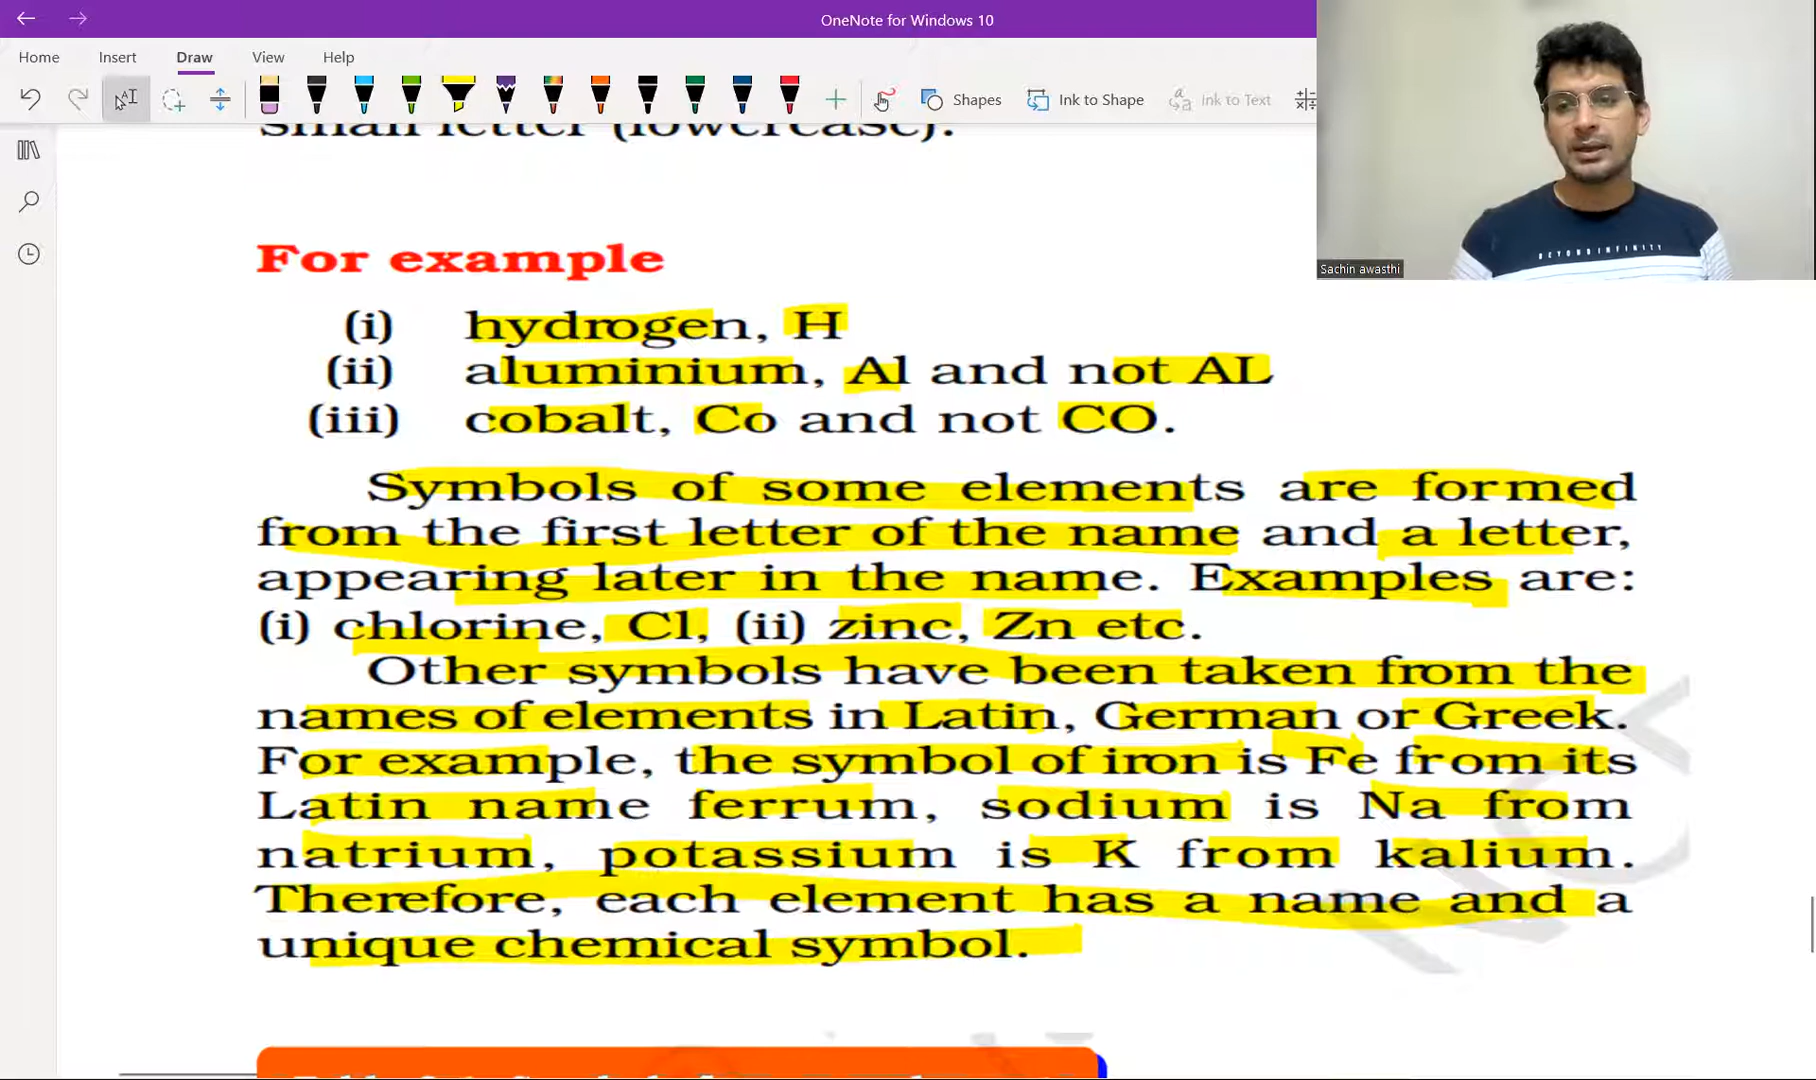 OneNote for Windows 10
Home Insert Draw View Help
Shapes Ink to Shape Ink to Text
small letter (lowercase).
BEYOND INFINITY
Sachin awasthi
For example
(i) hydrogen, H
(ii) aluminium, Al and not AL
(iii) cobalt, Co and not CO.
Symbols of some elements are formed
from the first letter of the name and a letter,
appearing later in the name. Examples are:
(i) chlorine, Cl, (ii) zinc, Zn etc.
Other symbols have been taken from the
names of elements in Latin, German or Greek.
For example, the symbol of iron is Fe from its
Latin name ferrum, sodium is Na from
natrium, potassium is K from kalium.
Therefore, each element has a name and a
unique chemical symbol.